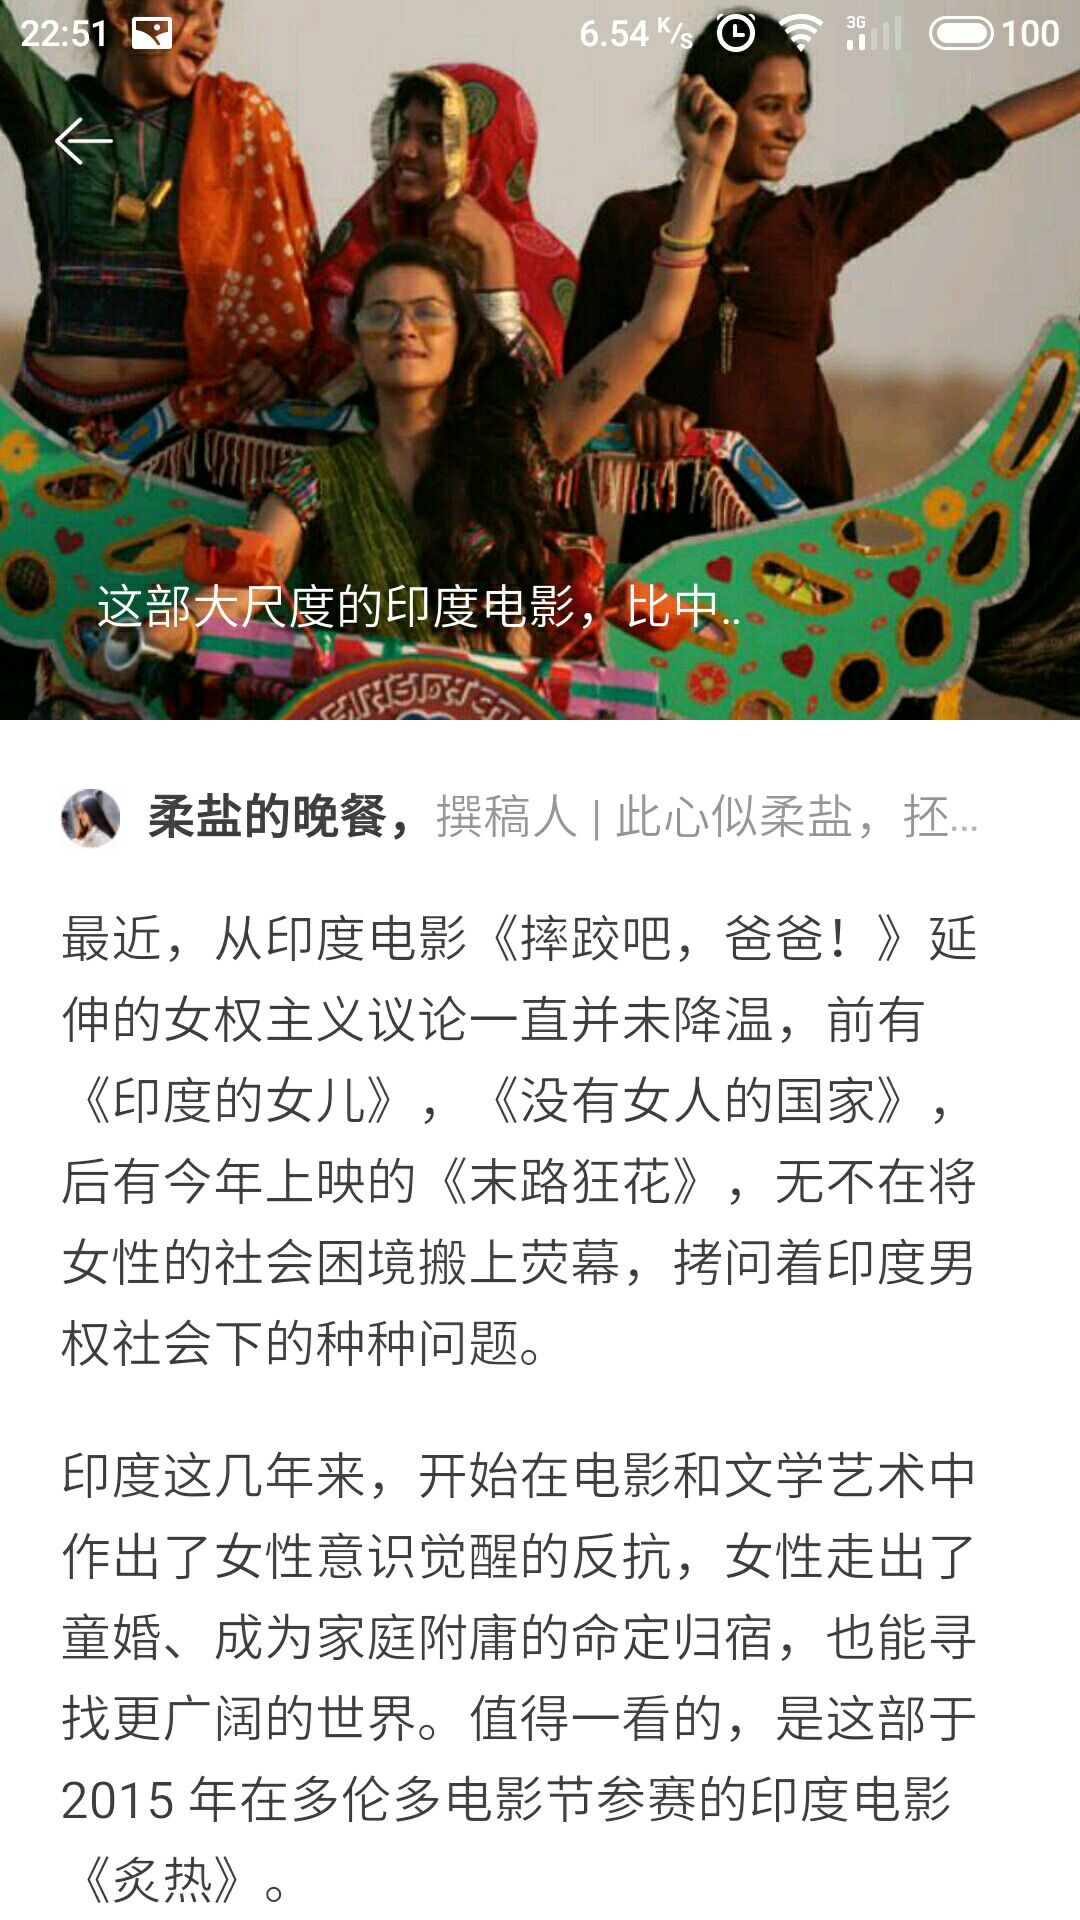 22:51
6.54 K/s
3G
100
这部大尺度的印度电影，比中..
柔盐的晚餐，撰稿人 | 此心似柔盐，抷...
最近，从印度电影《摔跤吧，爸爸！》延
伸的女权主义议论一直并未降温，前有
《印度的女儿》，《没有女人的国家》，
后有今年上映的《末路狂花》，无不在将
女性的社会困境搬上荧幕，拷问着印度男
权社会下的种种问题。
印度这几年来，开始在电影和文学艺术中
作出了女性意识觉醒的反抗，女性走出了
童婚、成为家庭附庸的命定归宿，也能寻
找更广阔的世界。值得一看的，是这部于
2015 年在多伦多电影节参赛的印度电影
《炙热》。